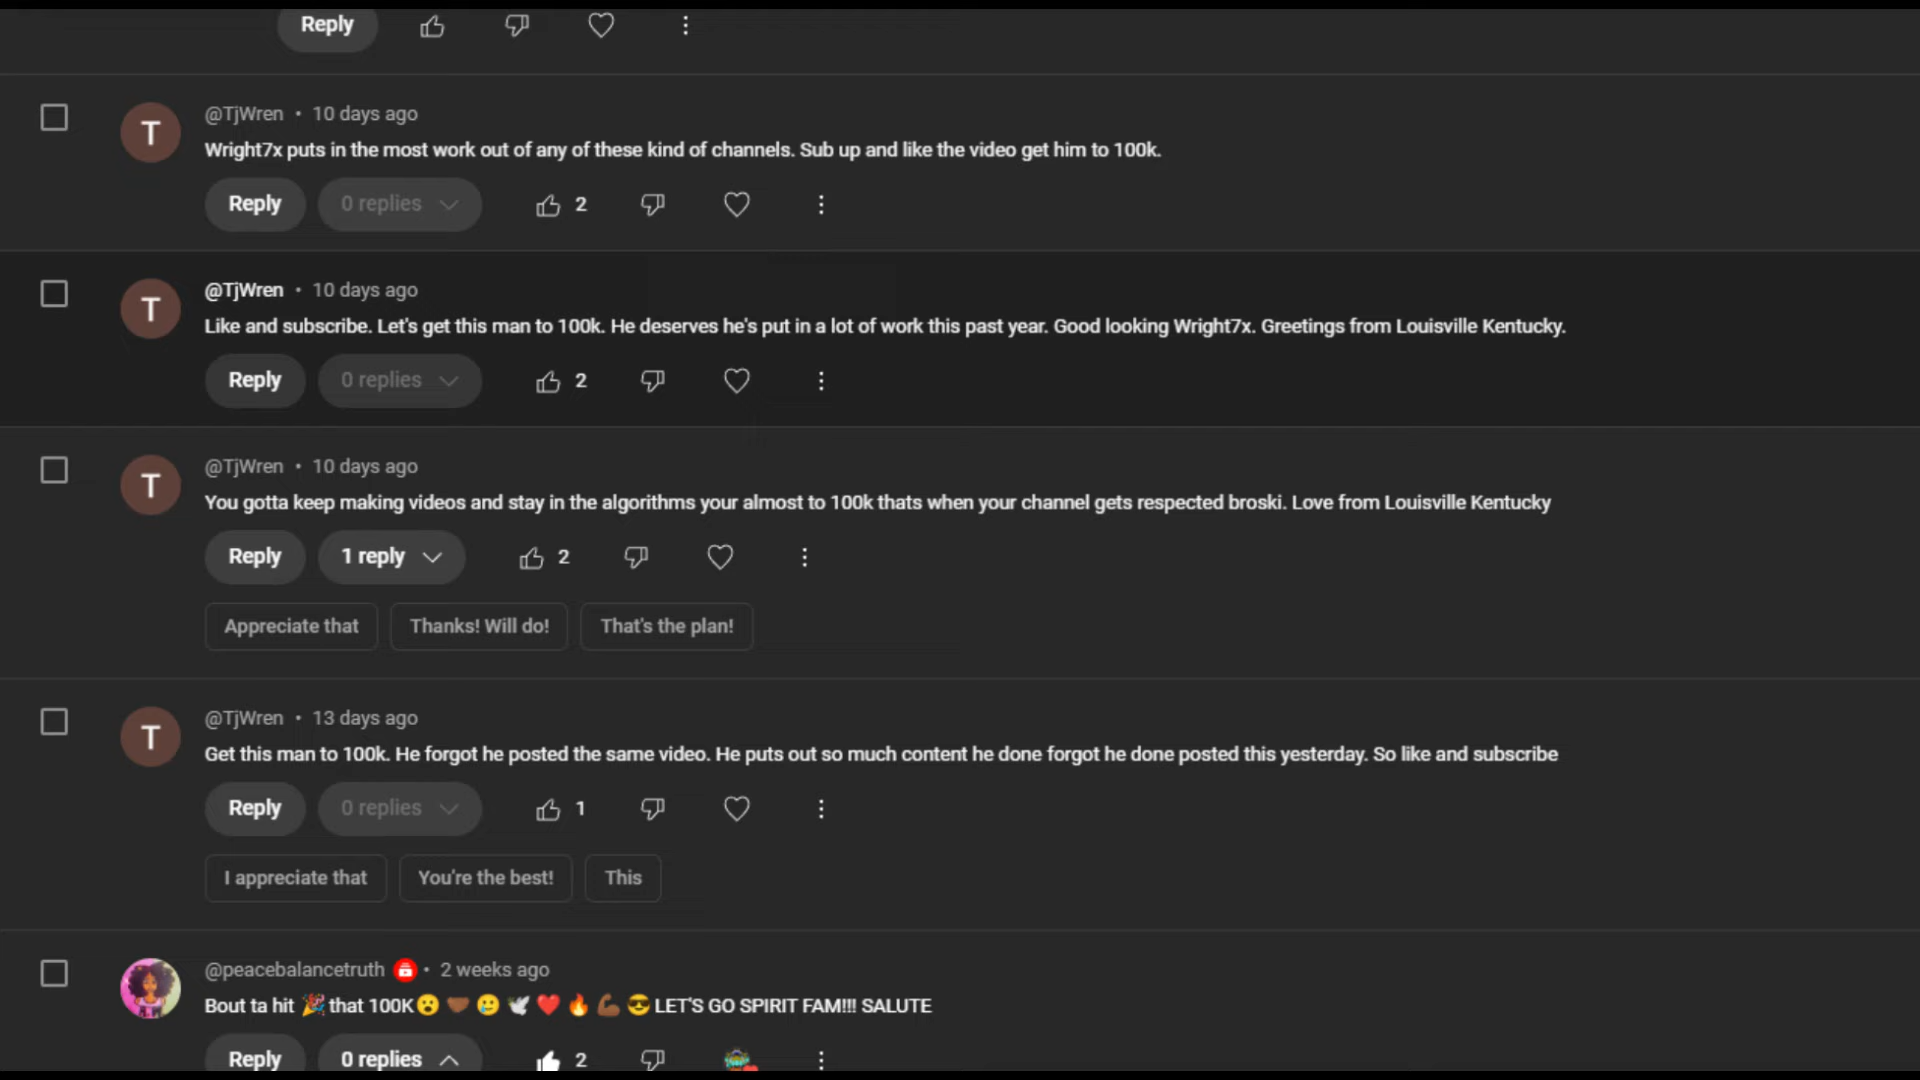 Reply
@TjWren • 10 days ago
T
Wright7x puts in the most work out of any of these kind of channels. Sub up and like the video get him to 100k.
Reply 0 replies 2
@TjWren • 10 days ago
T
Like and subscribe. Let's get this man to 100k. He deserves he's put in a lot of work this past year. Good looking Wright7x. Greetings from Louisville Kentucky.
Reply 0 replies 2
@TjWren • 10 days ago
T
You gotta keep making videos and stay in the algorithms your almost to 100k thats when your channel gets respected broski. Love from Louisville Kentucky
Reply 1 reply 2
Appreciate that Thanks! Will do! That's the plan!
@TjWren • 13 days ago
T
Get this man to 100k. He forgot he posted the same video. He puts out so much content he done forgot he done posted this yesterday. So like and subscribe
Reply 0 replies 1
I appreciate that You're the best! This
@peacebalancetruth • 2 weeks ago
Bout ta hit 🎉 that 100K😮 🤎 🥲 🕊️ ❤️ 🔥 💪🏾 😎 LET'S GO SPIRIT FAM!!! SALUTE
Reply 0 replies 2